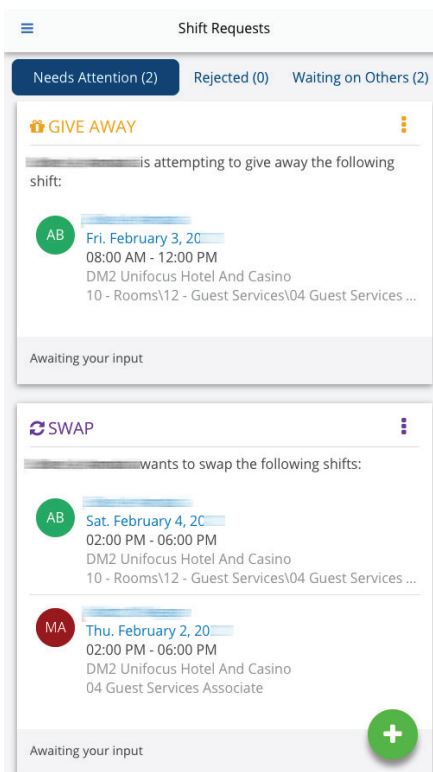 Shift Requests
Needs Attention (2) Rejected (0) Waiting on Others (2)
GIVE AWAY
is attempting to give away the following
shift:
AB
Fri. February 3, 20
08:00 AM - 12:00 PM
DM2 Unifocus Hotel And Casino
10 - Rooms\12 - Guest Services\04 Guest Services ...
Awaiting your input
SWAP
wants to swap the following shifts:
AB
Sat. February 4, 20
02:00 PM - 06:00 PM
DM2 Unifocus Hotel And Casino
10 - Rooms\12 - Guest Services\04 Guest Services ...
MA
Thu. February 2, 20
02:00 PM - 06:00 PM
DM2 Unifocus Hotel And Casino
04 Guest Services Associate
Awaiting your input